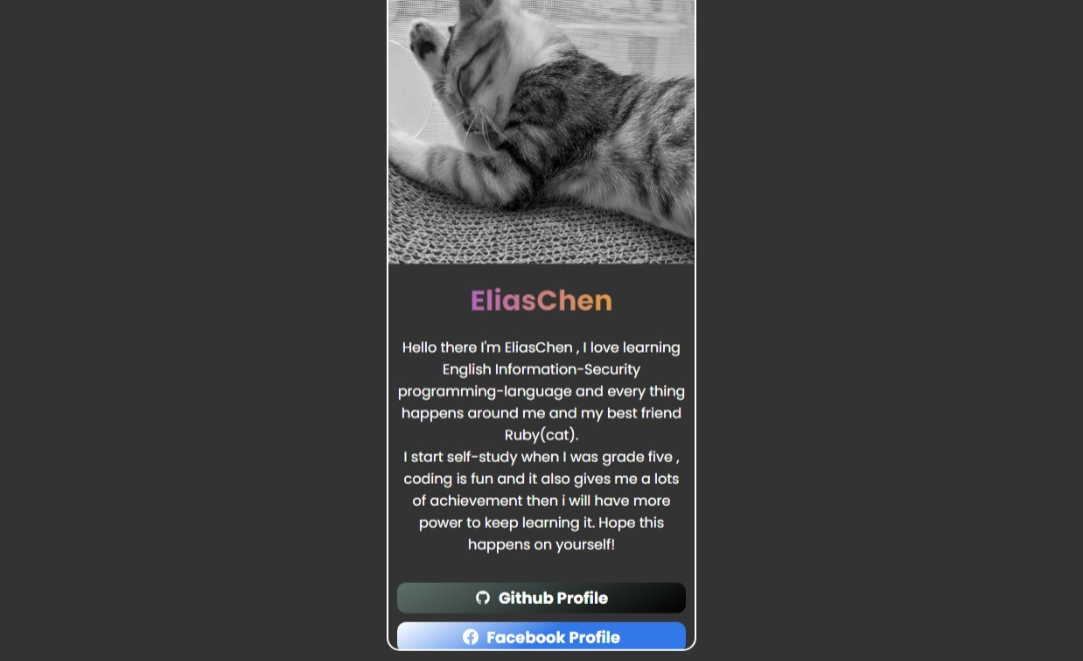 EliasChen
Hello there I'm EliasChen , I love learning
English Information-Security
programming-language and every thing
happens around me and my best friend
Ruby(cat).
I start self-study when I was grade five ,
coding is fun and it also gives me a lots
of achievement then i will have more
power to keep learning it. Hope this
happens on yourself!
Github Profile
Facebook Profile